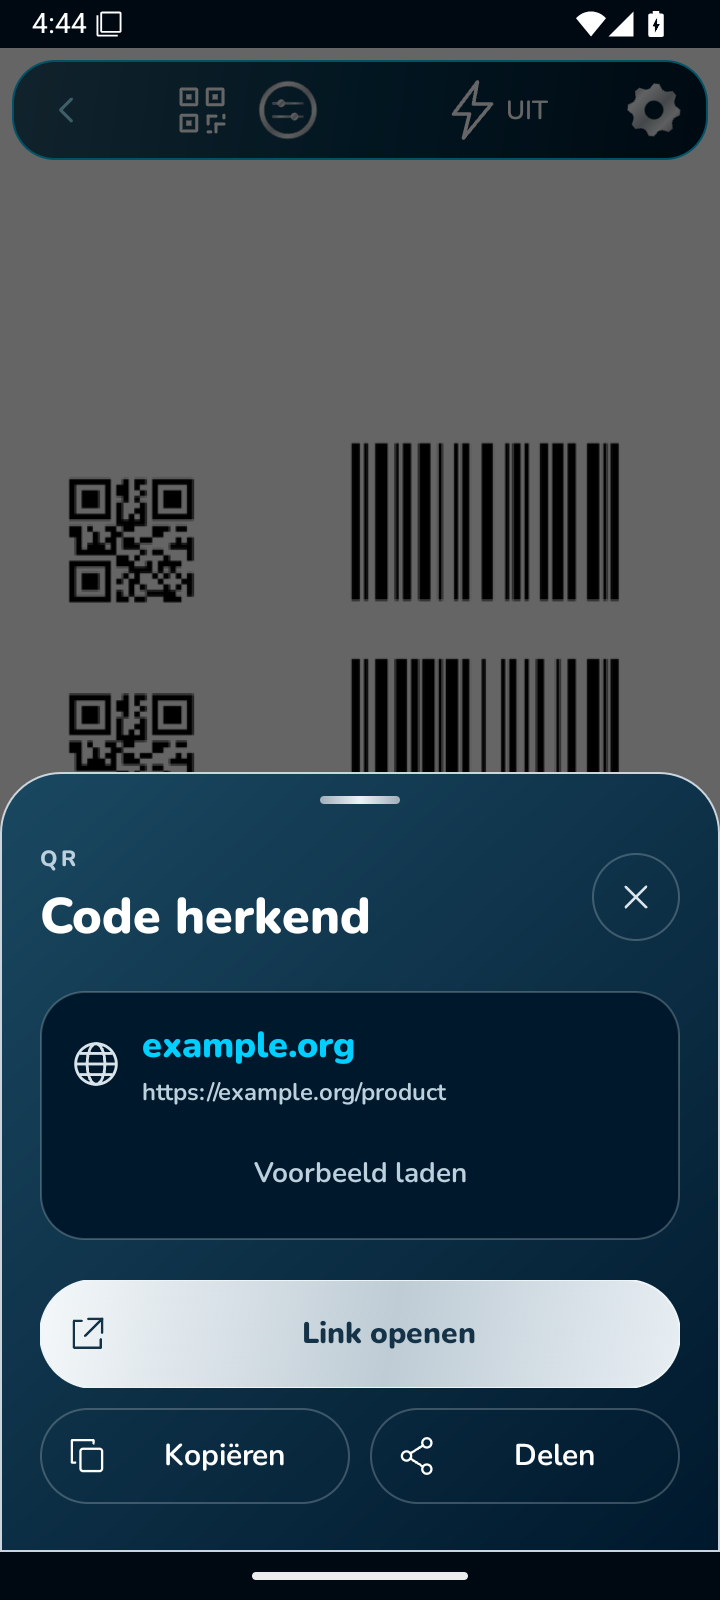 4:44
UIT
QR
Code herkend
example.org
https://example.org/product
Voorbeeld laden
Link openen
Kopiëren
Delen